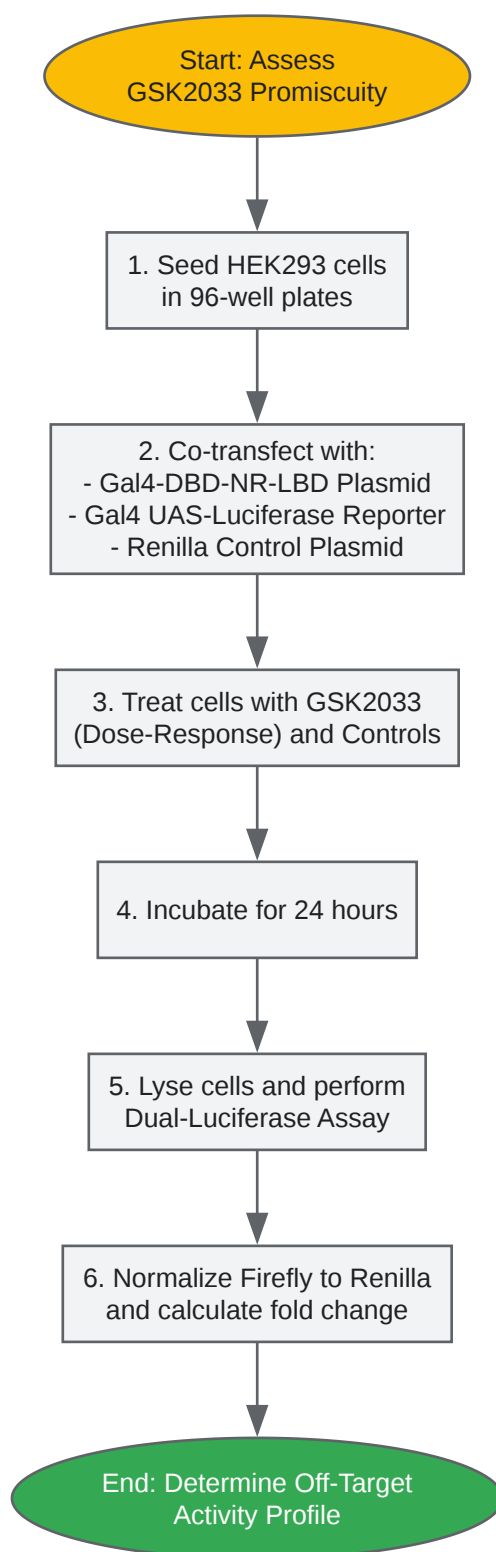 Start: Assess
GSK2033 Promiscuity
1. Seed HEK293 cells
in 96-well plates
2. Co-transfect with:
- Gal4-DBD-NR-LBD Plasmid
- Gal4 UAS-Luciferase Reporter
- Renilla Control Plasmid
3. Treat cells with GSK2033
(Dose-Response) and Controls
4. Incubate for 24 hours
5. Lyse cells and perform
Dual-Luciferase Assay
6. Normalize Firefly to Renilla
and calculate fold change
End: Determine Off-Target
Activity Profile